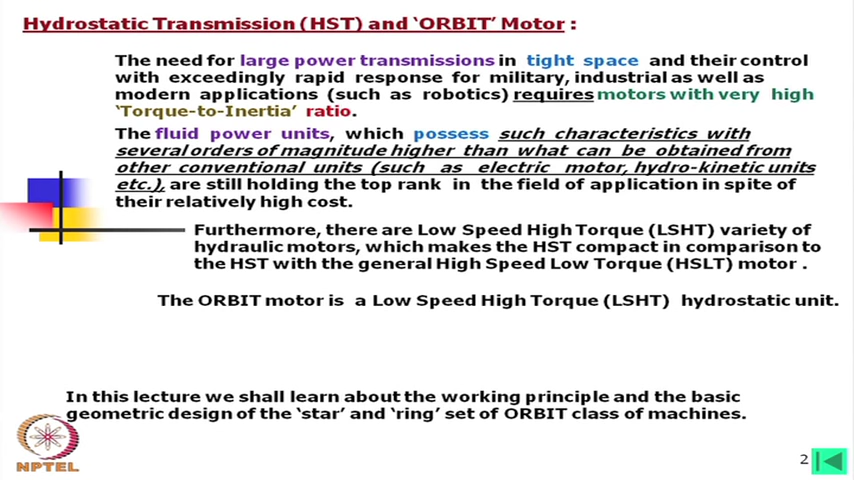 Hydrostatic Transmission (HST) and ‘ORBIT’ Motor :
The need for large power transmissions in tight space and their control
with exceedingly rapid response for military, industrial as well as
modern applications (such as robotics) requires motors with very high
‘Torque-to-Inertia’ ratio.
The fluid power units, which possess such characteristics with
several orders of magnitude higher than what can be obtained from
other conventional units (such as electric motor, hydro-kinetic units
etc.), are still holding the top rank in the field of application in spite of
their relatively high cost.
Furthermore, there are Low Speed High Torque (LSHT) variety of
hydraulic motors, which makes the HST compact in comparison to
the HST with the general High Speed Low Torque (HSLT) motor .
The ORBIT motor is a Low Speed High Torque (LSHT) hydrostatic unit.
In this lecture we shall learn about the working principle and the basic
geometric design of the ‘star’ and ‘ring’ set of ORBIT class of machines.
NPTEL
2